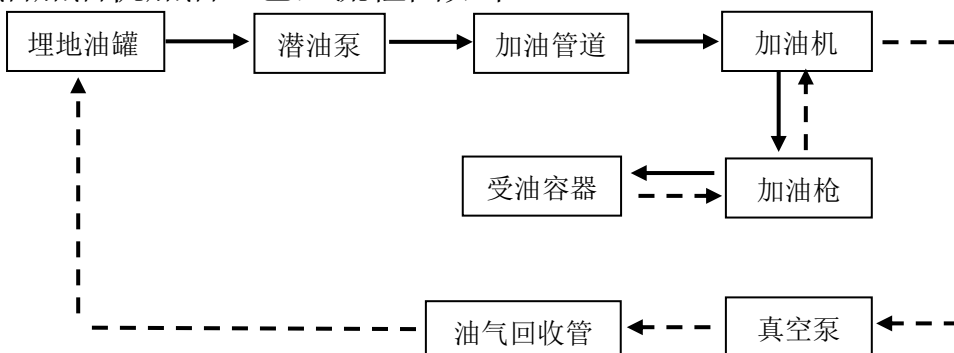 埋地油罐
潜油泵
加油管道
加油机
受油容器
加油枪
油气回收管
真空泵